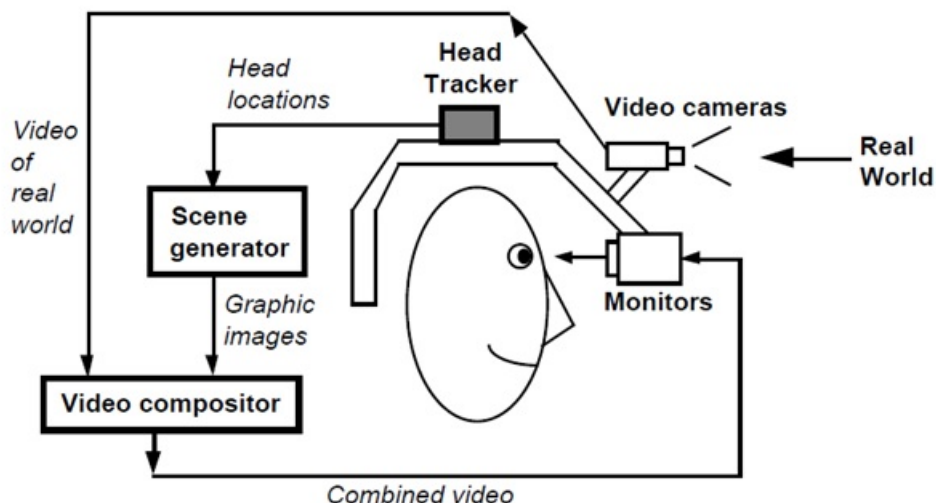 Head
Tracker
Head
locations
Video cameras
Real
World
Video
of
real
world
Scene
generator
Monitors
Graphic
images
Video compositor
Combined video